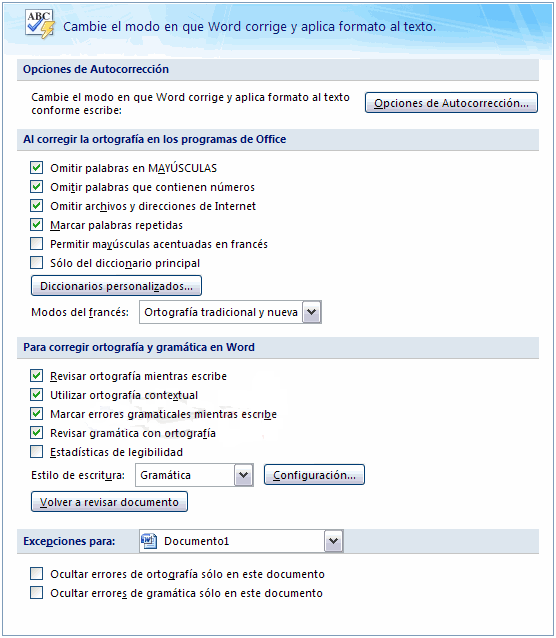 ABC
Cambie el modo en que Word corrige y aplica formato al texto.
Opciones de Autocorrección
Cambie el modo en que Word corrige y aplica formato al texto
conforme escribe:
Opciones de Autocorrección...
Al corregir la ortografía en los programas de Office
Omitir palabras en MAYÚSCULAS
Omitir palabras que contienen números
Omitir archivos y direcciones de Internet
Marcar palabras repetidas
Permitir mayúsculas acentuadas en francés
Sólo del diccionario principal
Diccionarios personalizados...
Modos del francés: Ortografía tradicional y nueva
Para corregir ortografía y gramática en Word
Revisar ortografía mientras escribe
Utilizar ortografía contextual
Marcar errores gramaticales mientras escribe
Revisar gramática con ortografía
Estadísticas de legibilidad
Estilo de escritura: Gramática Configuración...
Volver a revisar documento
Excepciones para: Documento1
Ocultar errores de ortografía sólo en este documento
Ocultar errores de gramática sólo en este documento